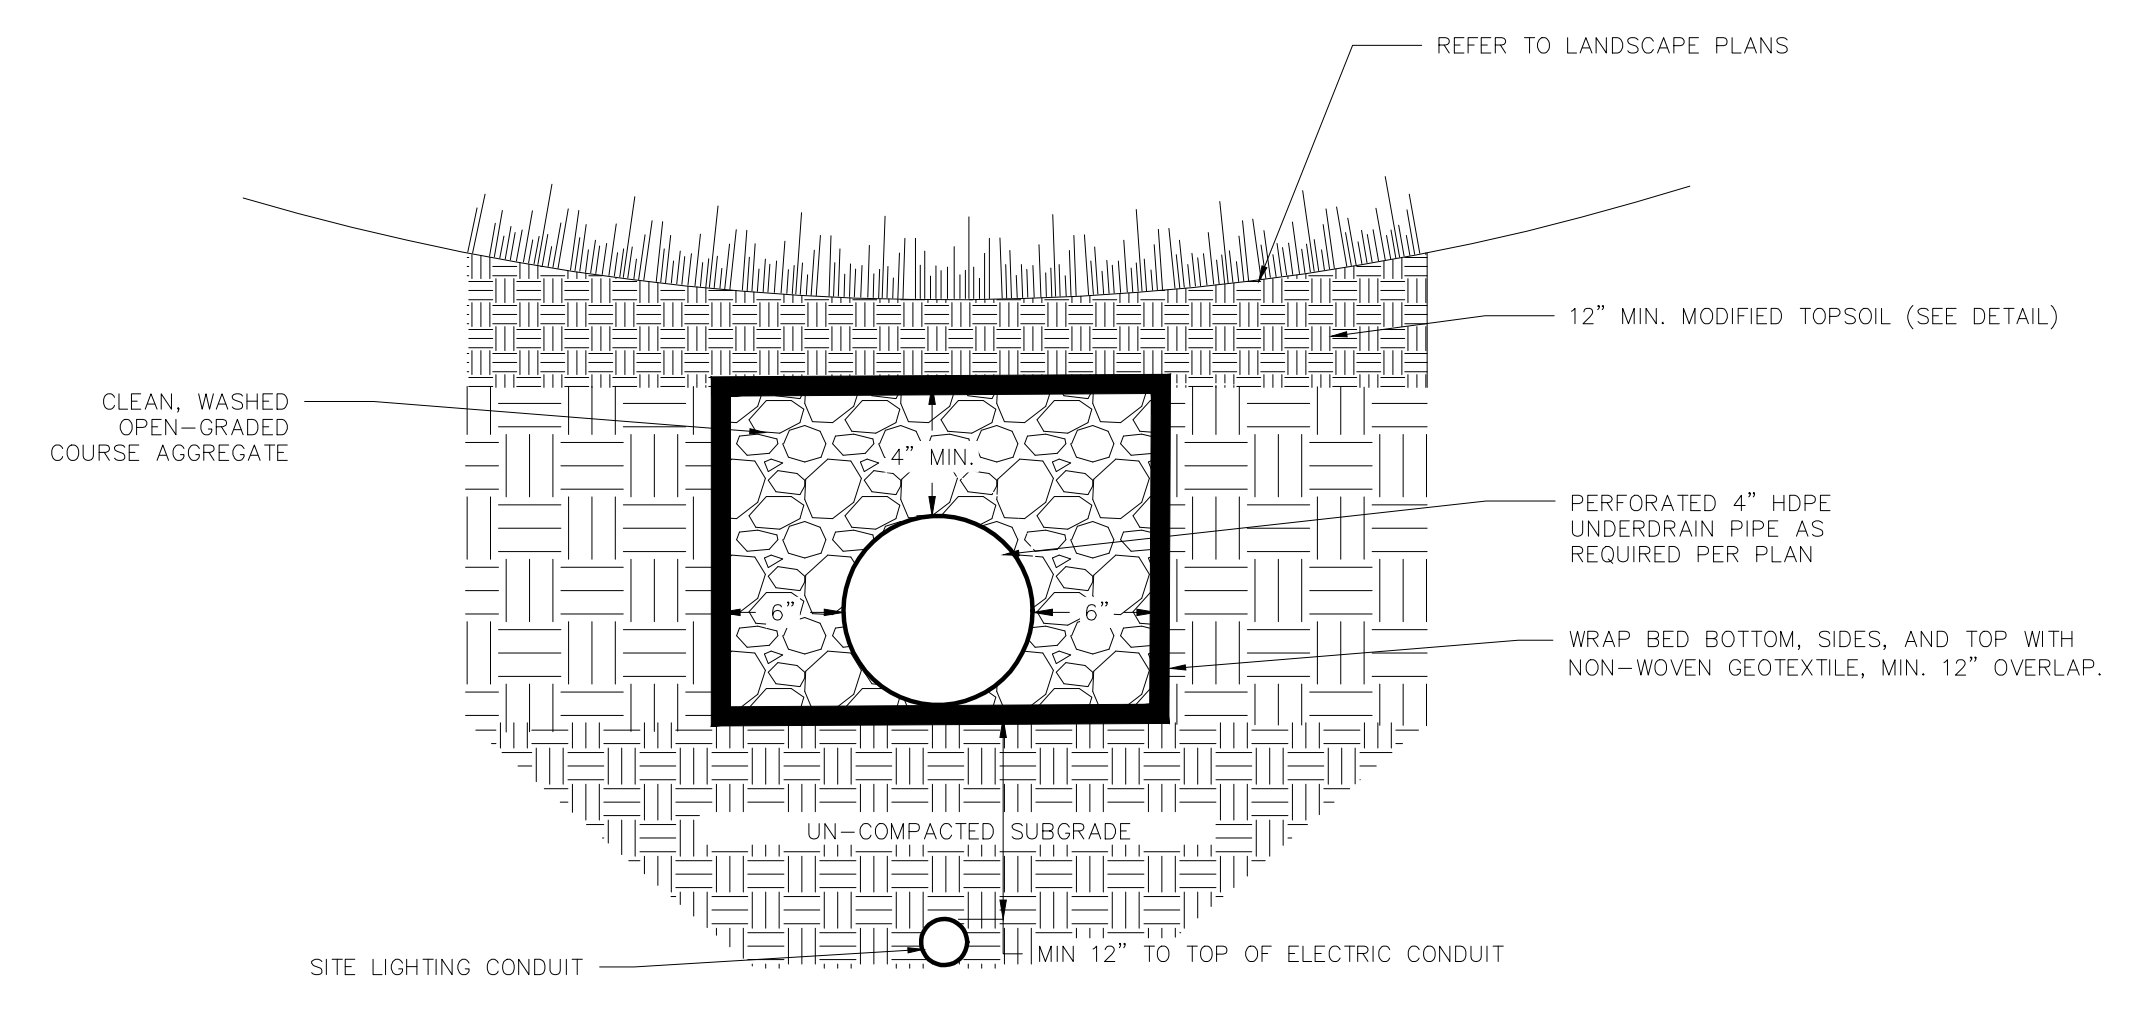 REFER TO LANDSCAPE PLANS
12” MIN. MODIFIED TOPSOIL (SEE DETAIL)
CLEAN, WASHED
OPEN-GRADED
COURSE AGGREGATE
4” MIN.
PERFORATED 4” HDPE
UNDERDRAIN PIPE AS
REQUIRED PER PLAN
6”
6”
WRAP BED BOTTOM, SIDES, AND TOP WITH
NON-WOVEN GEOTEXTILE, MIN. 12” OVERLAP.
UN-COMPACTED SUBGRADE
MIN 12” TO TOP OF ELECTRIC CONDUIT
SITE LIGHTING CONDUIT